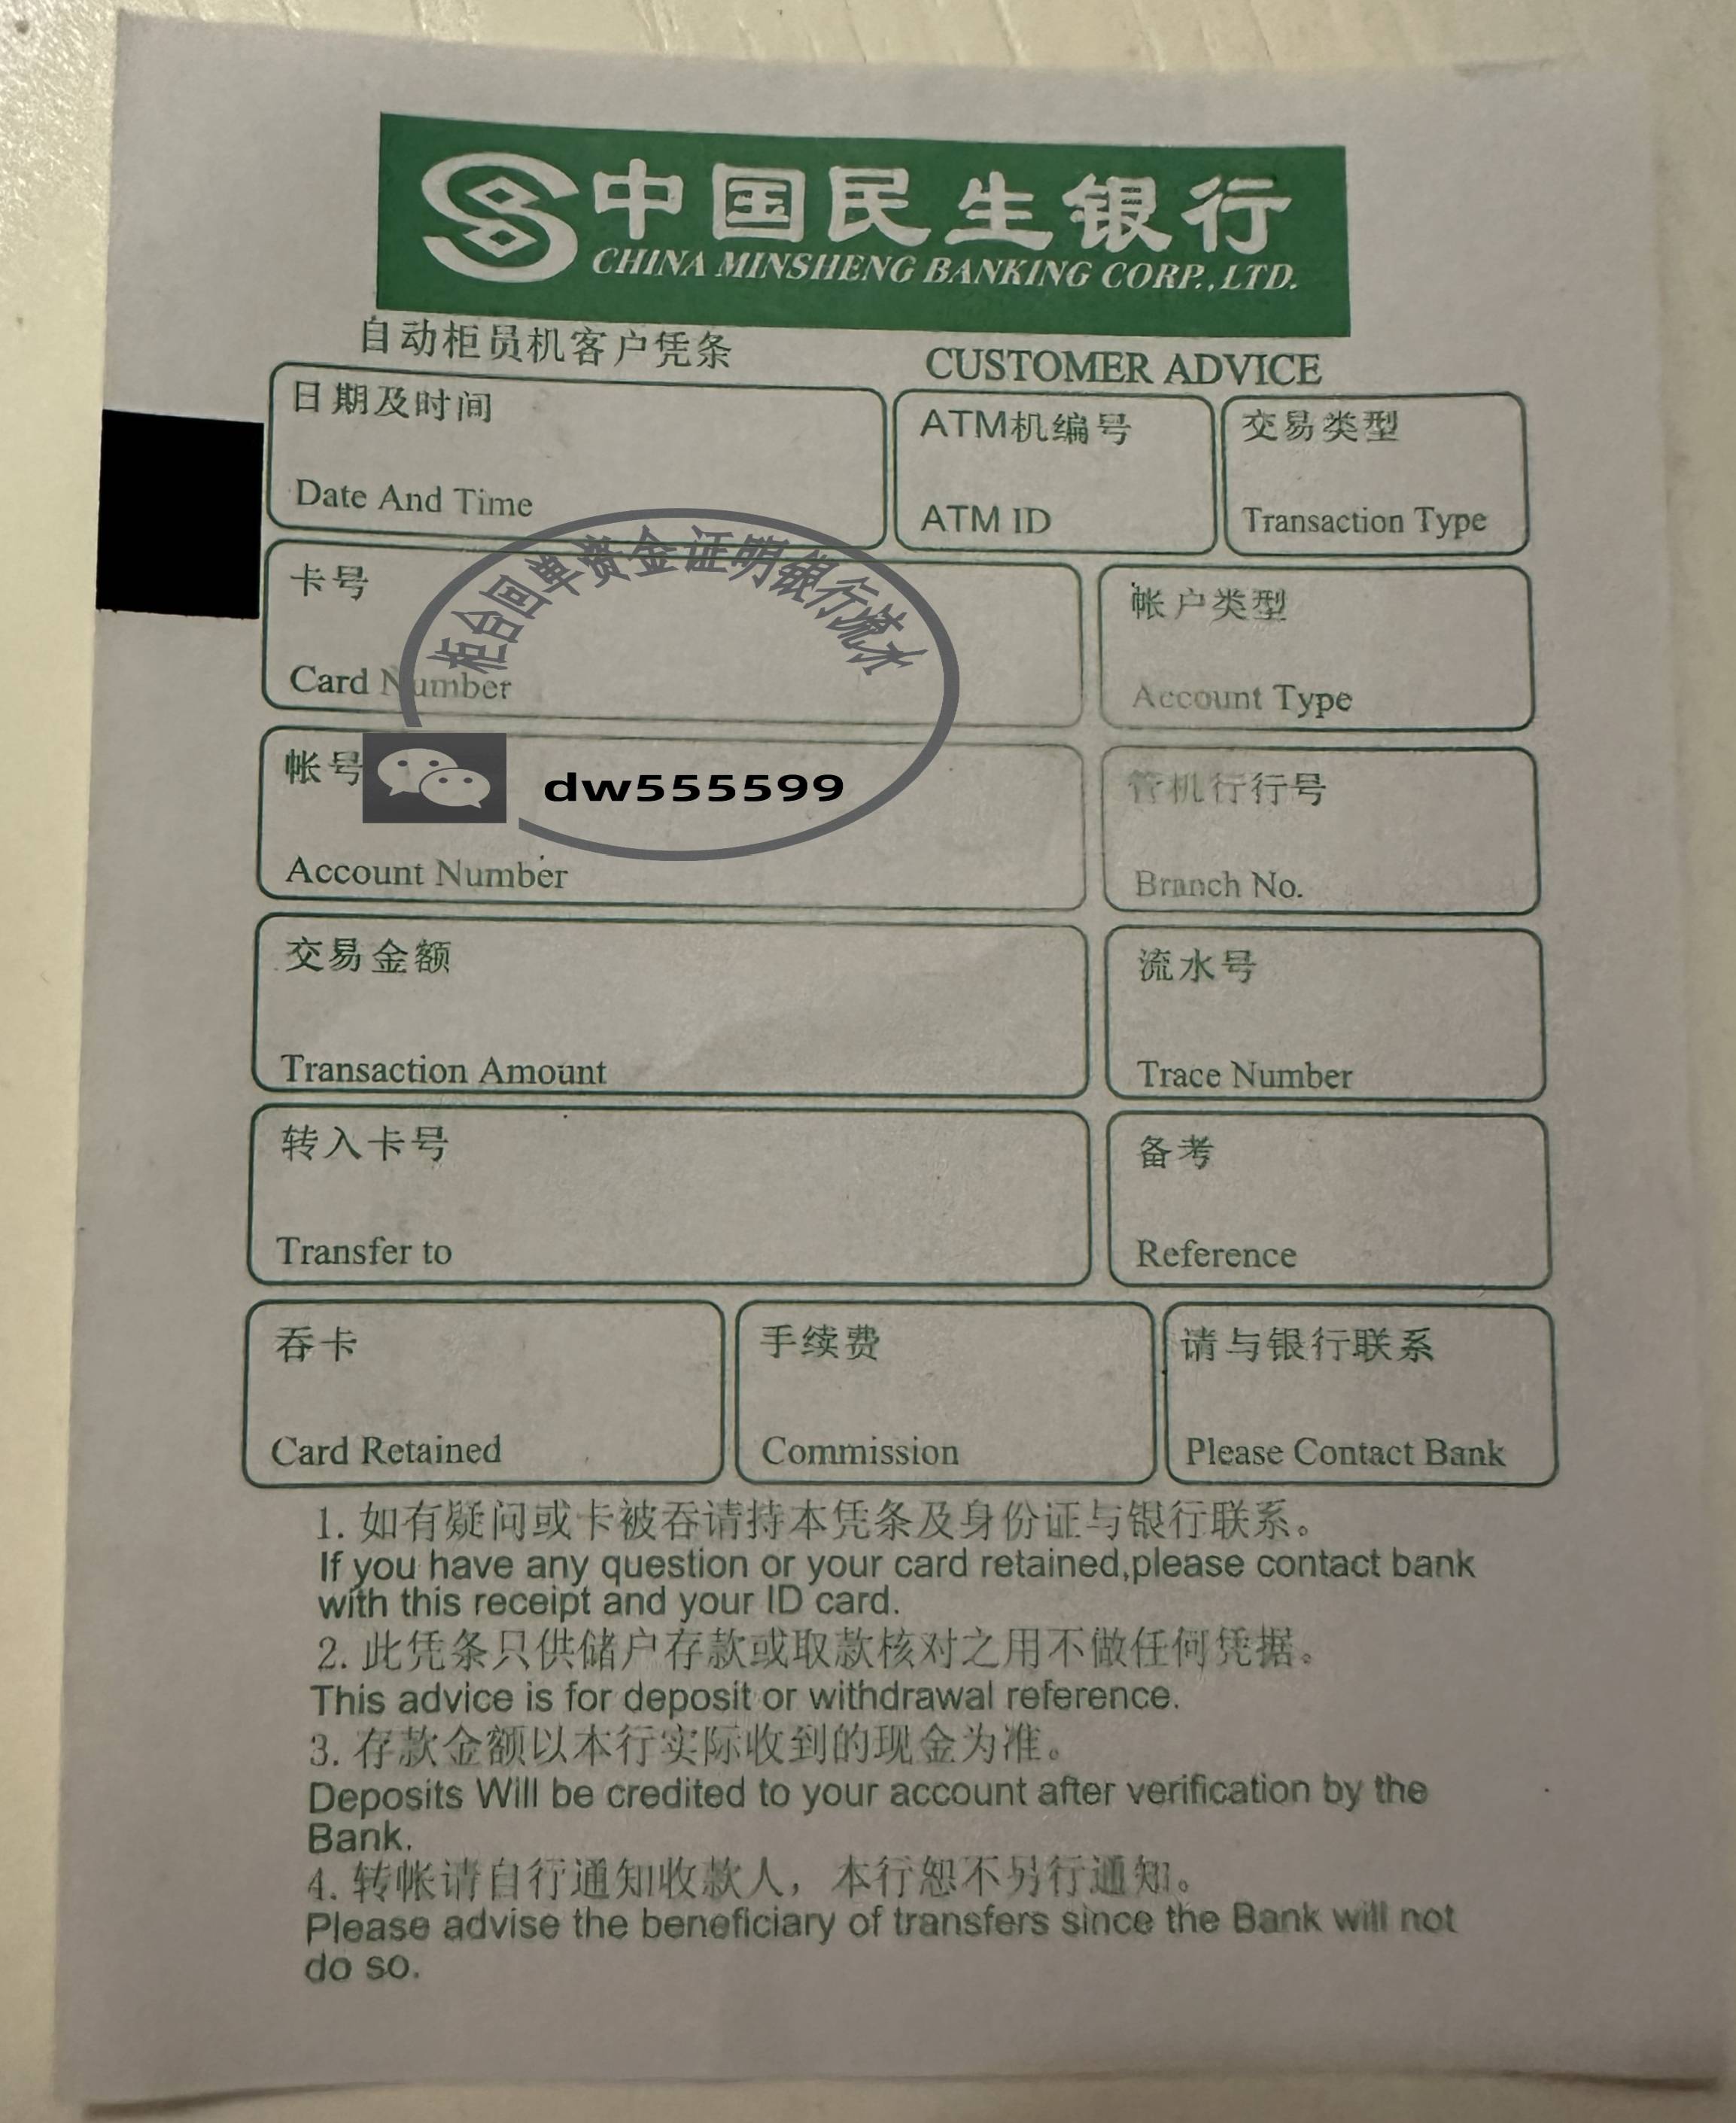 中国民生银行
CHINA MINSHENG BANKING CORP.,LTD.
自动柜员机客户凭条
CUSTOMER ADVICE
日期及时间
Date And Time
ATM机编号
ATM ID
交易类型
Transaction Type
卡号
Card Number
帐户类型
Account Type
柜台回单资金证明银行流水
dw555599
帐号
Account Number
管机行行号
Branch No.
交易金额
Transaction Amount
流水号
Trace Number
转入卡号
Transfer to
备考
Reference
吞卡
Card Retained
手续费
Commission
请与银行联系
Please Contact Bank
1. 如有疑问或卡被吞请持本凭条及身份证与银行联系。
If you have any question or your card retained,please contact bank
with this receipt and your ID card.
2. 此凭条只供储户存款或取款核对之用不做任何凭据。
This advice is for deposit or withdrawal reference.
3. 存款金额以本行实际收到的现金为准。
Deposits Will be credited to your account after verification by the
Bank.
4. 转帐请自行通知收款人，本行恕不另行通知。
Please advise the beneficiary of transfers since the Bank will not
do so.